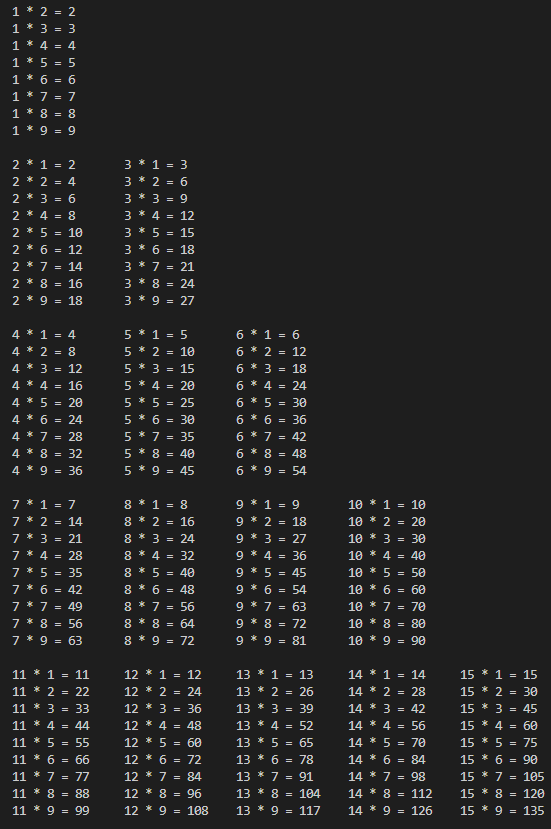 1 * 2 = 2
1 * 3 = 3
1 * 4 = 4
1 * 5 = 5
1 * 6 = 6
1 * 7 = 7
1 * 8 = 8
1 * 9 = 9

2 * 1 = 2 3 * 1 = 3
2 * 2 = 4 3 * 2 = 6
2 * 3 = 6 3 * 3 = 9
2 * 4 = 8 3 * 4 = 12
2 * 5 = 10 3 * 5 = 15
2 * 6 = 12 3 * 6 = 18
2 * 7 = 14 3 * 7 = 21
2 * 8 = 16 3 * 8 = 24
2 * 9 = 18 3 * 9 = 27

4 * 1 = 4 5 * 1 = 5 6 * 1 = 6
4 * 2 = 8 5 * 2 = 10 6 * 2 = 12
4 * 3 = 12 5 * 3 = 15 6 * 3 = 18
4 * 4 = 16 5 * 4 = 20 6 * 4 = 24
4 * 5 = 20 5 * 5 = 25 6 * 5 = 30
4 * 6 = 24 5 * 6 = 30 6 * 6 = 36
4 * 7 = 28 5 * 7 = 35 6 * 7 = 42
4 * 8 = 32 5 * 8 = 40 6 * 8 = 48
4 * 9 = 36 5 * 9 = 45 6 * 9 = 54

7 * 1 = 7 8 * 1 = 8 9 * 1 = 9 10 * 1 = 10
7 * 2 = 14 8 * 2 = 16 9 * 2 = 18 10 * 2 = 20
7 * 3 = 21 8 * 3 = 24 9 * 3 = 27 10 * 3 = 30
7 * 4 = 28 8 * 4 = 32 9 * 4 = 36 10 * 4 = 40
7 * 5 = 35 8 * 5 = 40 9 * 5 = 45 10 * 5 = 50
7 * 6 = 42 8 * 6 = 48 9 * 6 = 54 10 * 6 = 60
7 * 7 = 49 8 * 7 = 56 9 * 7 = 63 10 * 7 = 70
7 * 8 = 56 8 * 8 = 64 9 * 8 = 72 10 * 8 = 80
7 * 9 = 63 8 * 9 = 72 9 * 9 = 81 10 * 9 = 90

11 * 1 = 11 12 * 1 = 12 13 * 1 = 13 14 * 1 = 14 15 * 1 = 15
11 * 2 = 22 12 * 2 = 24 13 * 2 = 26 14 * 2 = 28 15 * 2 = 30
11 * 3 = 33 12 * 3 = 36 13 * 3 = 39 14 * 3 = 42 15 * 3 = 45
11 * 4 = 44 12 * 4 = 48 13 * 4 = 52 14 * 4 = 56 15 * 4 = 60
11 * 5 = 55 12 * 5 = 60 13 * 5 = 65 14 * 5 = 70 15 * 5 = 75
11 * 6 = 66 12 * 6 = 72 13 * 6 = 78 14 * 6 = 84 15 * 6 = 90
11 * 7 = 77 12 * 7 = 84 13 * 7 = 91 14 * 7 = 98 15 * 7 = 105
11 * 8 = 88 12 * 8 = 96 13 * 8 = 104 14 * 8 = 112 15 * 8 = 120
11 * 9 = 99 12 * 9 = 108 13 * 9 = 117 14 * 9 = 126 15 * 9 = 135